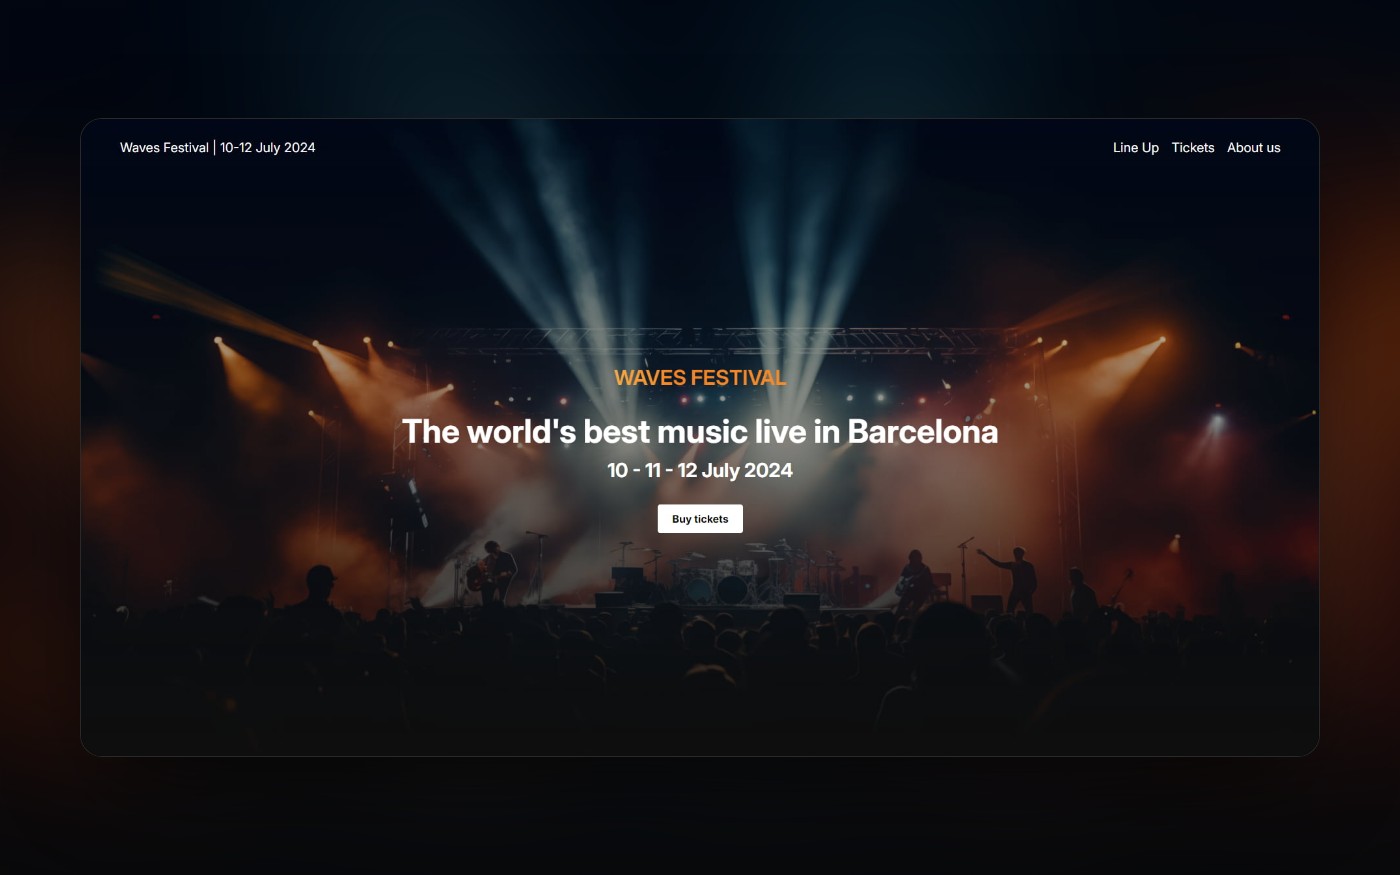 Waves Festival | 10-12 July 2024
Line Up Tickets About us
WAVES FESTIVAL
The world's best music live in Barcelona
10 - 11 - 12 July 2024
Buy tickets